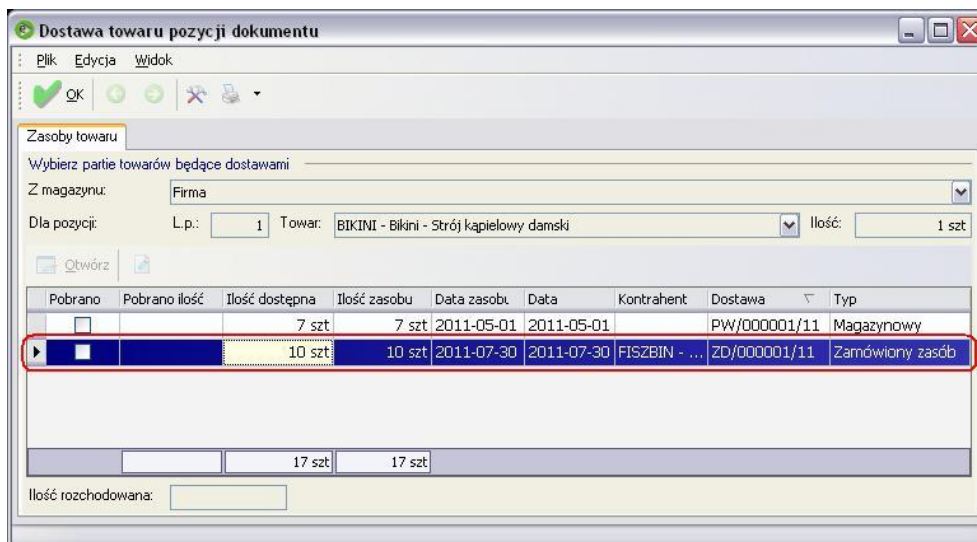 Dostawa towaru pozycji dokumentu
Plik Edycja Widok
OK
Zasoby towaru
Wybierz partie towarów będące dostawami
Z magazynu: Firma
Dla pozycji: L.p.: 1 Towar: BIKINI - Bikini - Strój kąpielowy damski Ilość: 1 szt
Otwórz
Pobrano Pobrano ilość Ilość dostępna Ilość zasobu Data zasobu Data Kontrahent Dostawa Typ
7 szt 7 szt 2011-05-01 2011-05-01 PW/000001/11 Magazynowy
10 szt 10 szt 2011-07-30 2011-07-30 FISZBIN - ... ZD/000001/11 Zamówiony zasób
17 szt 17 szt
Ilość rozchodowana: